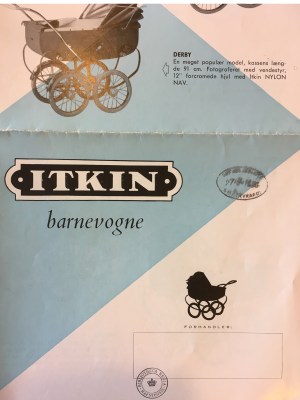 DERBY
En meget populær model, kassens læng-
de 91 cm. Fotograferet med vendestyr,
12" forcromede hjul med Itkin NYLON
NAV.
ITKIN
barnevogne
FORHANDLER: